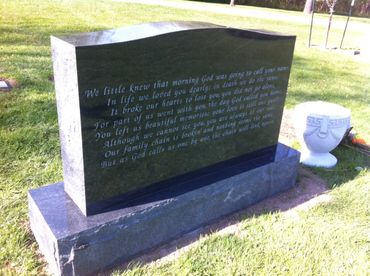 We little knew that morning God was going to call your name
In life we loved you dearly; in death we do the same.
It broke our hearts to lose you, you did not go alone,
For part of us went with you, the day God called you home.
You left us beautiful memories; your love is still our guide,
Although we cannot see you, you are always at our side.
Our family chain is broken and nothing seems the same,
But as God calls us one by one, the chain will link again.